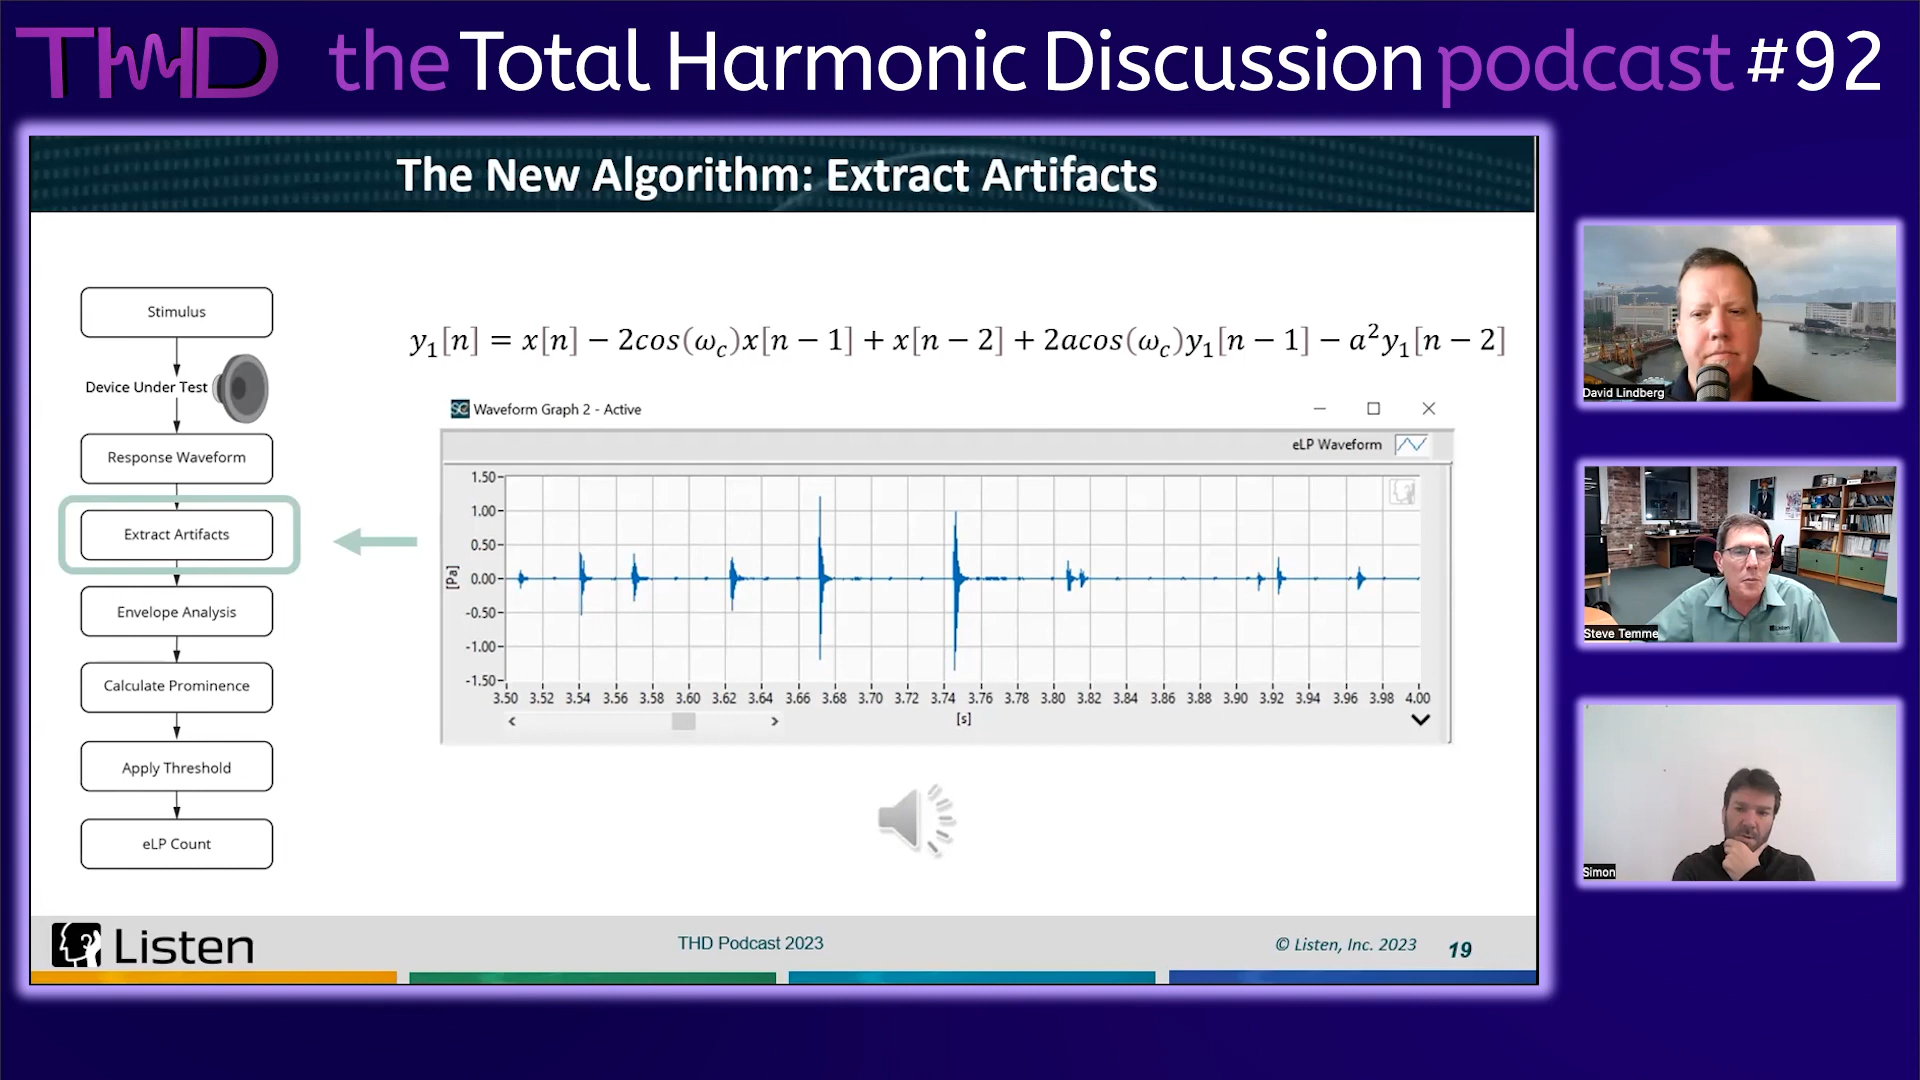 THD the Total Harmonic Discussion podcast #92
The New Algorithm: Extract Artifacts
Stimulus
Device Under Test
Response Waveform
Extract Artifacts
Envelope Analysis
Calculate Prominence
Apply Threshold
eLP Count
y₁[n] = x[n] − 2cos(ω_c)x[n − 1] + x[n − 2] + 2acos(ω_c)y₁[n − 1] − a²y₁[n − 2]
SC Waveform Graph 2 - Active
eLP Waveform
1.50
1.00
0.50
0.00
-0.50
-1.00
-1.50
[Pa]
3.50 3.52 3.54 3.56 3.58 3.60 3.62 3.64 3.66 3.68 3.70 3.72 3.74 3.76 3.78 3.80 3.82 3.84 3.86 3.88 3.90 3.92 3.94 3.96 3.98 4.00
[s]
Listen
THD Podcast 2023
© Listen, Inc. 2023
19
David Lindberg
Steve Temme
Simon